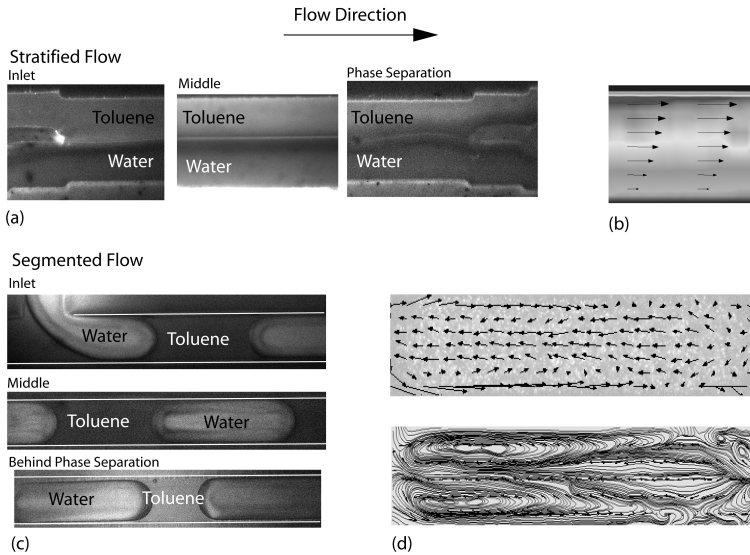 Flow Direction
Stratified Flow
Inlet
Middle
Phase Separation
Toluene
Toluene
Toluene
Water
Water
Water
(a)
(b)
Segmented Flow
Inlet
Water
Toluene
Middle
Toluene
Water
Behind Phase Separation
Water
Toluene
(c)
(d)